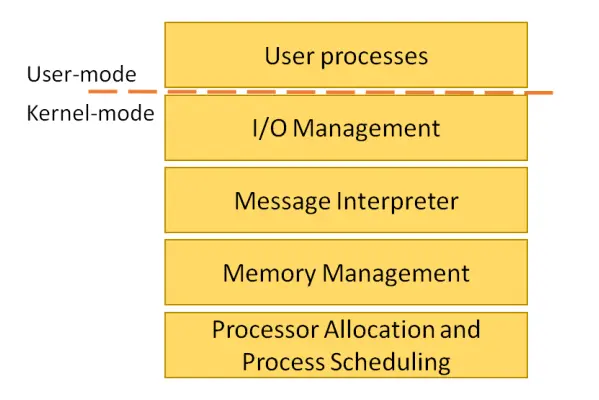 User processes
User-mode
Kernel-mode
I/O Management
Message Interpreter
Memory Management
Processor Allocation and
Process Scheduling